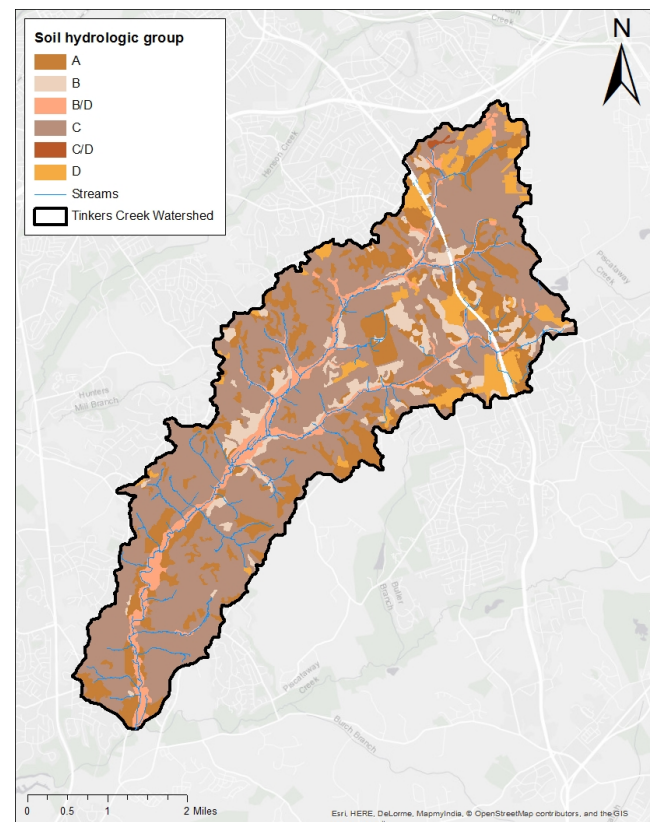 Soil hydrologic group
A
B
B/D
C
C/D
D
Streams
Tinkers Creek Watershed
N
Creek
Henson Creek
Piscataway
Creek
Hunters
Mill Branch
Butler
Branch
Piscataway
Creek
Burch Branch
0 0.5 1 2 Miles
Esri, HERE, DeLorme, MapmyIndia, © OpenStreetMap contributors, and the GIS